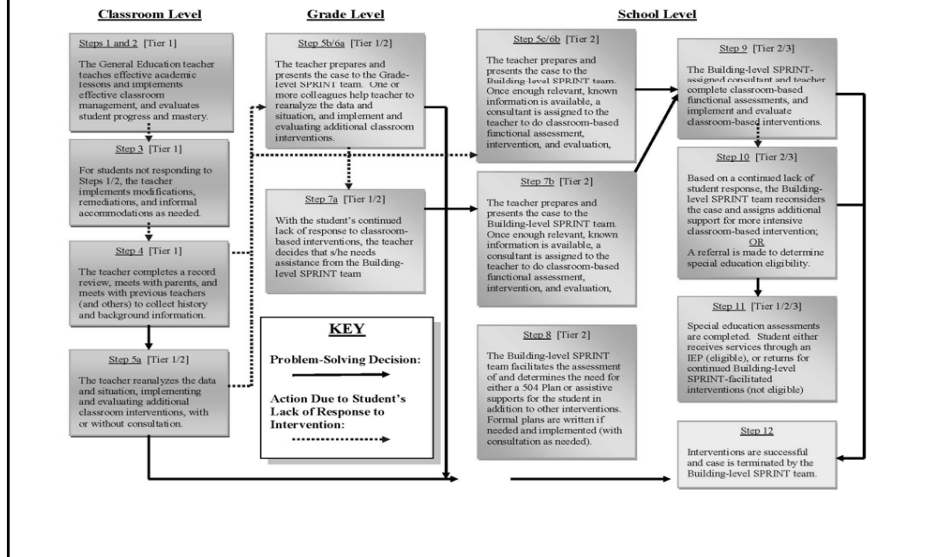 Classroom Level
Steps 1 and 2 [Tier 1]
The General Education teacher
teaches effective academic
lessons and implements
effective classroom
management, and evaluates
student progress and mastery.
Step 3 [Tier 1]
For students not responding to
Steps 1/2, the teacher
implements modifications,
remediations, and informal
accommodations as needed.
Step 4 [Tier 1]
The teacher completes a record
review, meets with parents, and
meets with previous teachers
(and others) to collect history
and background information.
Step 5a [Tier 1/2]
The teacher reanalyzes the data
and situation, implementing
and evaluating additional
classroom interventions, with
or without consultation.
Grade Level
Step 5b/6a [Tier 1/2]
The teacher prepares and
presents the case to the Grade-
level SPRINT team. One or
more colleagues help teacher to
reanalyze the data and
situation, and implement and
evaluating additional classroom
interventions.
Step 7a [Tier 1/2]
With the student's continued
lack of response to classroom-
based interventions, the teacher
decides that s/he needs
assistance from the Building-
level SPRINT team
KEY
Problem-Solving Decision:
Action Due to Student's
Lack of Response to
Intervention:
School Level
Step 5c/6b [Tier 2]
The teacher prepares and
presents the case to the
Building-level SPRINT team.
Once enough relevant, known
information is available, a
consultant is assigned to the
teacher to do classroom-based
functional assessment,
intervention, and evaluation,
Step 7b [Tier 2]
The teacher prepares and
presents the case to the
Building-level SPRINT team.
Once enough relevant, known
information is available, a
consultant is assigned to the
teacher to do classroom-based
functional assessment,
intervention, and evaluation,
Step 8 [Tier 2]
The Building-level SPRINT
team facilitates the assessment
of and determines the need for
either a 504 Plan or assistive
supports for the student in
addition to other interventions.
Formal plans are written if
needed and implemented (with
consultation as needed).
Step 9 [Tier 2/3]
The Building-level SPRINT-
assigned consultant and teacher
complete classroom-based
functional assessments, and
implement and evaluate
classroom-based interventions.
Step 10 [Tier 2/3]
Based on a continued lack of
student response, the Building-
level SPRINT team reconsiders
the case and assigns additional
support for more intensive
classroom-based intervention;
OR
A referral is made to determine
special education eligibility.
Step 11 [Tier 1/2/3]
Special education assessments
are completed. Student either
receives services through an
IEP (eligible), or returns for
continued Building-level
SPRINT-facilitated
interventions (not eligible)
Step 12
Interventions are successful
and case is terminated by the
Building-level SPRINT team.